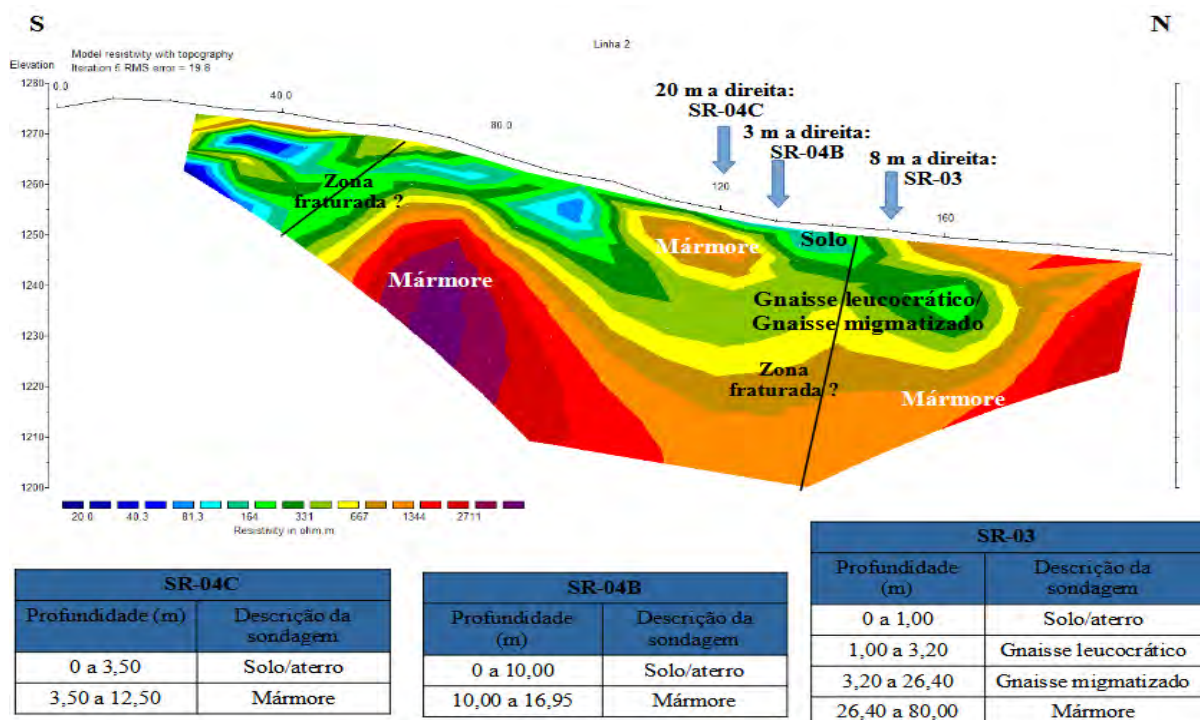 S
N
Model resistivity with topography
Linha 2
Elevation
Iteration 6 RMS error = 19.8
1280
0.0
40.0
80.0
20 m a direita:
SR-04C
3 m a direita:
SR-04B
8 m a direita:
SR-03
120
160
1270
1260
1250
1240
1230
1220
1210
1200
Zona
fraturada ?
Mármore
Mármore
Solo
Gnaisse leucocrático/
Gnaisse migmatizado
Zona
fraturada ?
Mármore
20.0 40.3 81.3 164 331 667 1344 2711
Resistivity in ohm.m
SR-04C
Profundidade (m) Descrição da sondagem
0 a 3,50 Solo/aterro
3,50 a 12,50 Mármore
SR-04B
Profundidade (m) Descrição da sondagem
0 a 10,00 Solo/aterro
10,00 a 16,95 Mármore
SR-03
Profundidade (m) Descrição da sondagem
0 a 1,00 Solo/aterro
1,00 a 3,20 Gnaisse leucocrático
3,20 a 26,40 Gnaisse migmatizado
26,40 a 80,00 Mármore